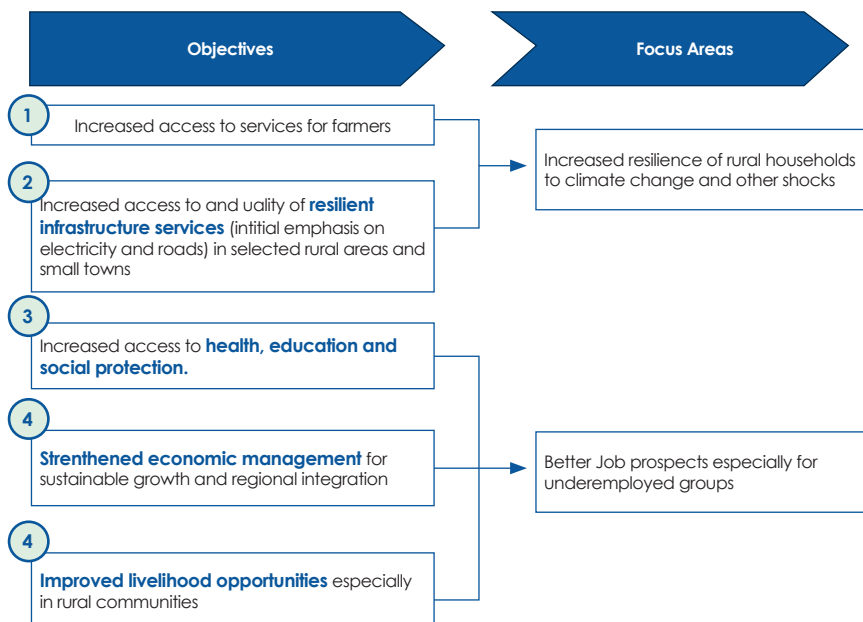 Objectives
Focus Areas
1
Increased access to services for farmers
2
Increased access to and uality of resilient
infrastructure services (intitial emphasis on
electricity and roads) in selected rural areas and
small towns
Increased resilience of rural households
to climate change and other shocks
3
Increased access to health, education and
social protection.
4
Strenthened economic management for
sustainable growth and regional integration
4
Improved livelihood opportunities especially
in rural communities
Better Job prospects especially for
underemployed groups